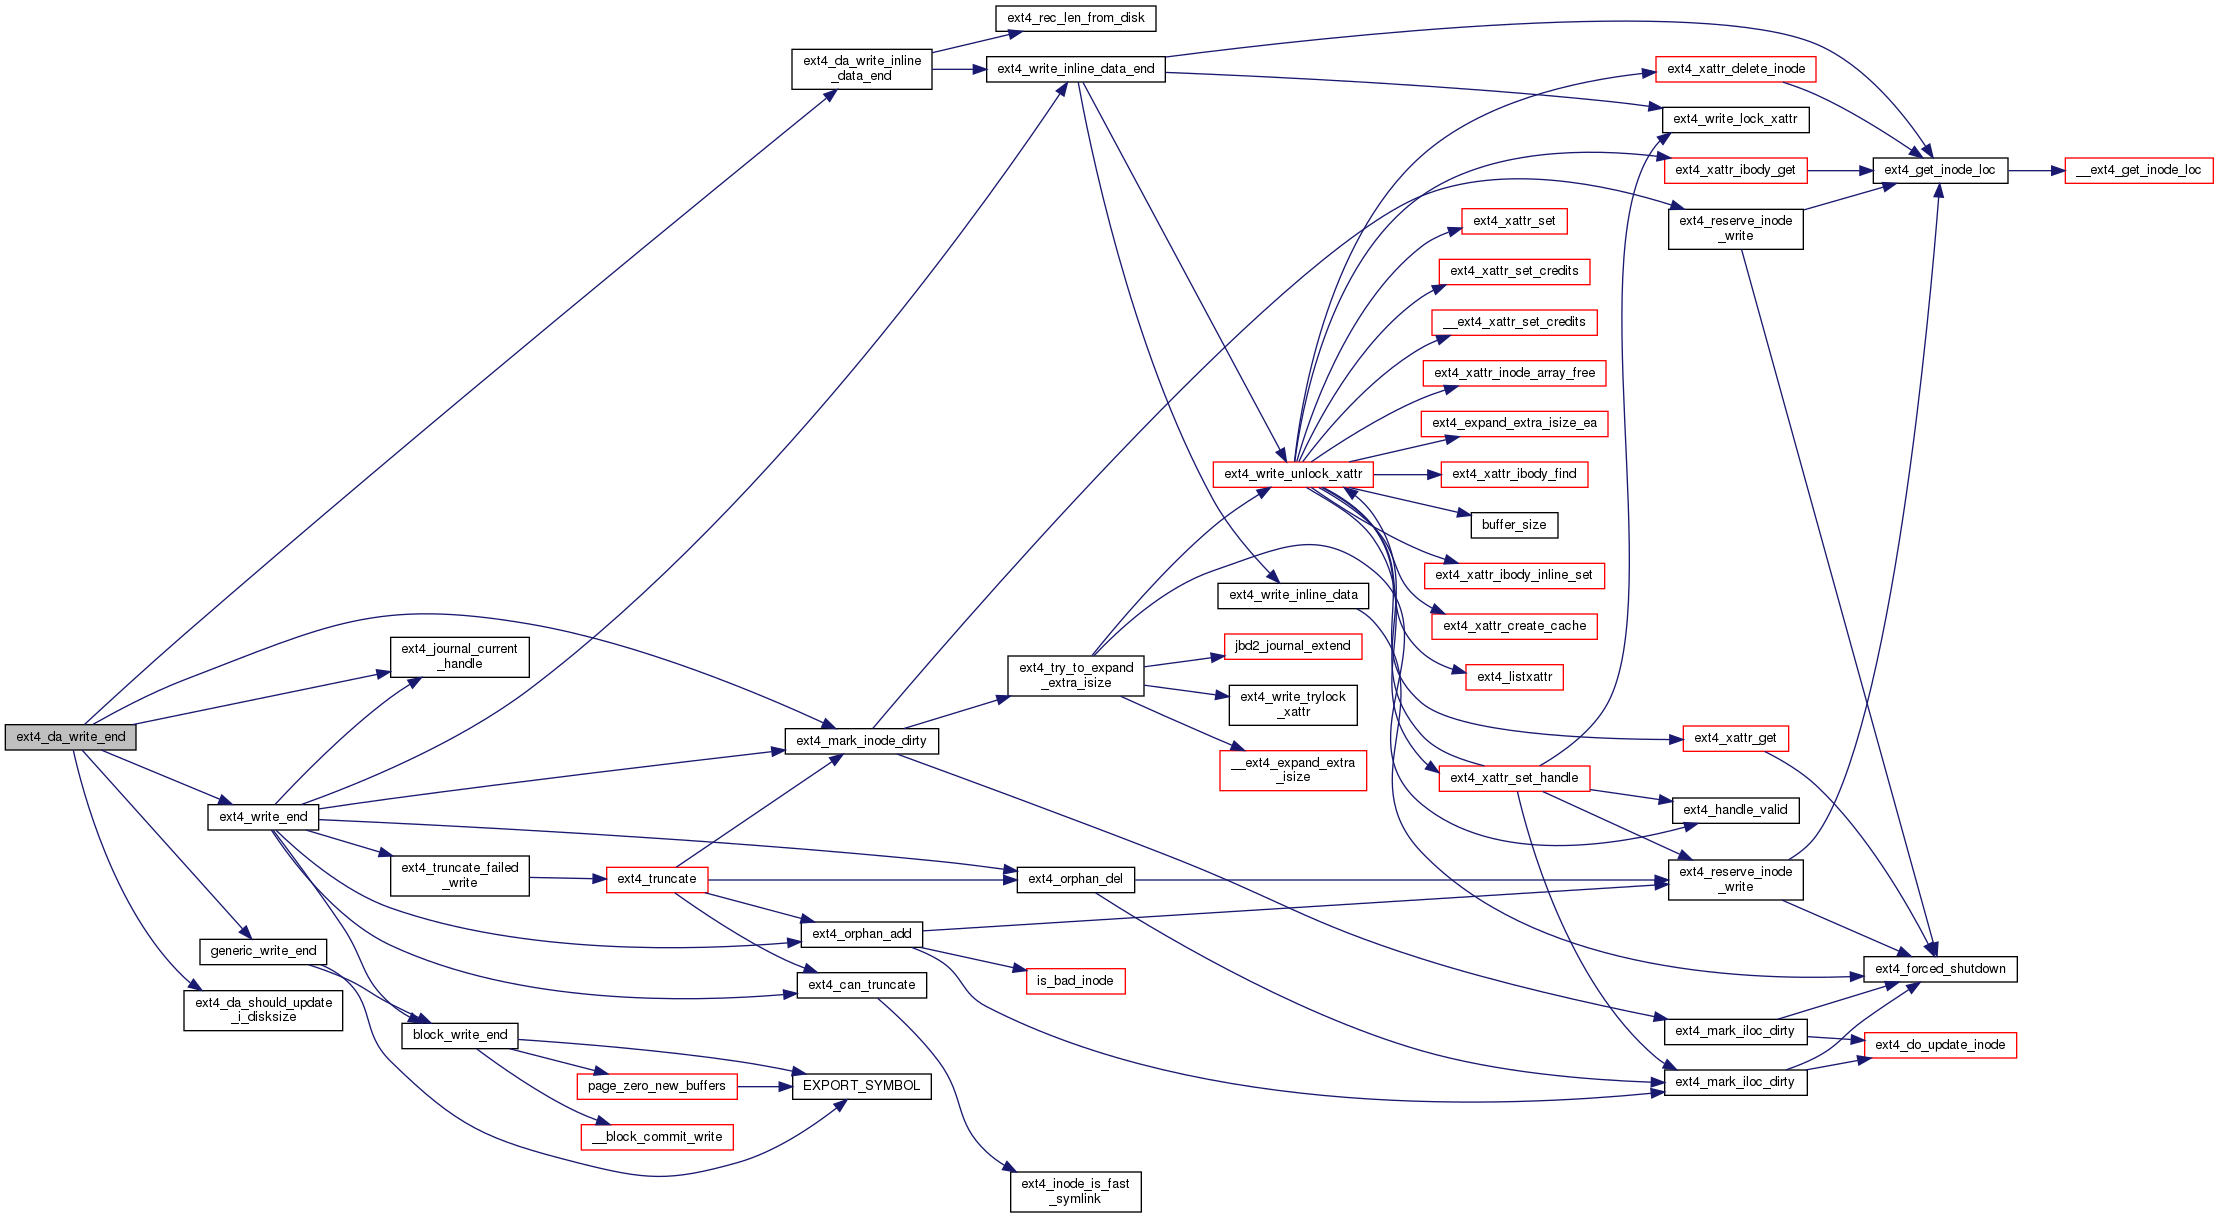 ext4_rec_len_from_disk
ext4_da_write_inline
_data_end
ext4_write_inline_data_end
ext4_xattr_delete_inode
ext4_write_lock_xattr
ext4_xattr_ibody_get
ext4_get_inode_loc
__ext4_get_inode_loc
ext4_xattr_set
ext4_reserve_inode
_write
ext4_xattr_set_credits
__ext4_xattr_set_credits
ext4_xattr_inode_array_free
ext4_expand_extra_isize_ea
ext4_write_unlock_xattr
ext4_xattr_ibody_find
buffer_size
ext4_xattr_ibody_inline_set
ext4_write_inline_data
ext4_xattr_create_cache
ext4_journal_current
_handle
jbd2_journal_extend
ext4_try_to_expand
_extra_isize
ext4_listxattr
ext4_write_trylock
_xattr
ext4_da_write_end
ext4_mark_inode_dirty
ext4_xattr_get
__ext4_expand_extra
_isize
ext4_xattr_set_handle
ext4_write_end
ext4_handle_valid
ext4_truncate_failed
_write
ext4_truncate
ext4_orphan_del
ext4_reserve_inode
_write
ext4_orphan_add
generic_write_end
ext4_forced_shutdown
is_bad_inode
ext4_can_truncate
ext4_da_should_update
_i_disksize
block_write_end
ext4_mark_iloc_dirty
ext4_do_update_inode
page_zero_new_buffers
EXPORT_SYMBOL
ext4_mark_iloc_dirty
__block_commit_write
ext4_inode_is_fast
_symlink